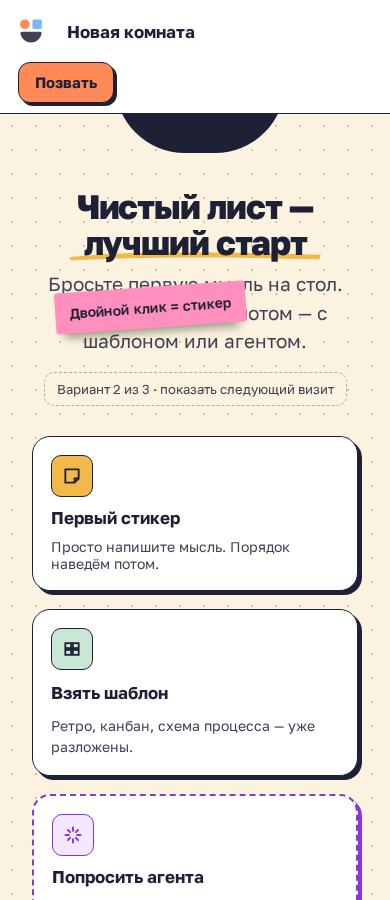 Новая комната
Позвать
Чистый лист —
лучший старт
Бросьте первую мысль на стол.
Двойной клик = стикер
потом — с
шаблоном или агентом.
Вариант 2 из 3 · показать следующий визит
Первый стикер
Просто напишите мысль. Порядок
наведём потом.
Взять шаблон
Ретро, канбан, схема процесса — уже
разложены.
Попросить агента